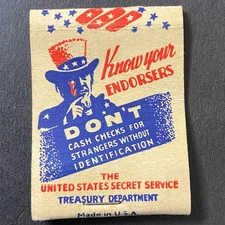 Know your
ENDORSERS
DON'T
CASH CHECKS FOR
STRANGERS WITHOUT
IDENTIFICATION
THE
UNITED STATES SECRET SERVICE
TREASURY DEPARTMENT
Made in U.S.A.